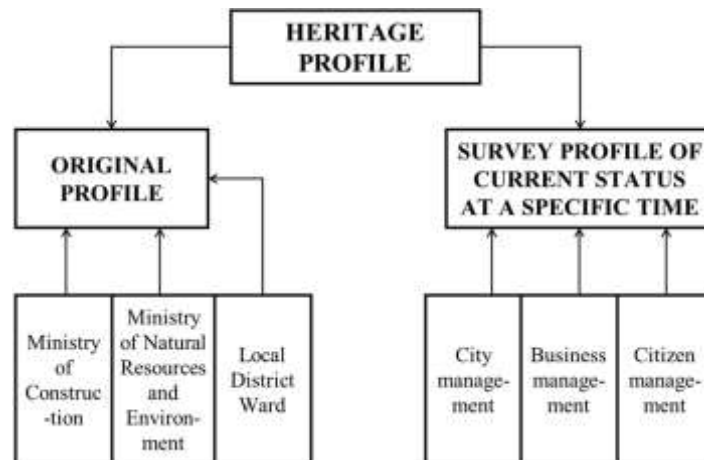 HERITAGE
PROFILE
ORIGINAL
PROFILE
SURVEY PROFILE OF
CURRENT STATUS
AT A SPECIFIC TIME
Ministry
of
Construc
-tion
Ministry
of Natural
Resources
and
Environ-
ment
Local
District
Ward
City
manage-
ment
Business
manage-
ment
Citizen
manage-
ment